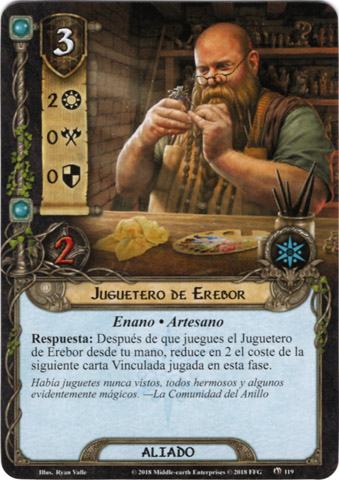 3
2
0
0
2
Juguetero de Erebor
Enano • Artesano
Respuesta: Después de que juegues el Juguetero
de Erebor desde tu mano, reduce en 2 el coste de la
siguiente carta Vinculada jugada en esta fase.
Había juguetes nunca vistos, todos hermosos y algunos
evidentemente mágicos. —La Comunidad del Anillo
ALIADO
Illus. Ryan Valle © 2018 Middle-earth Enterprises © 2018 FFG 119